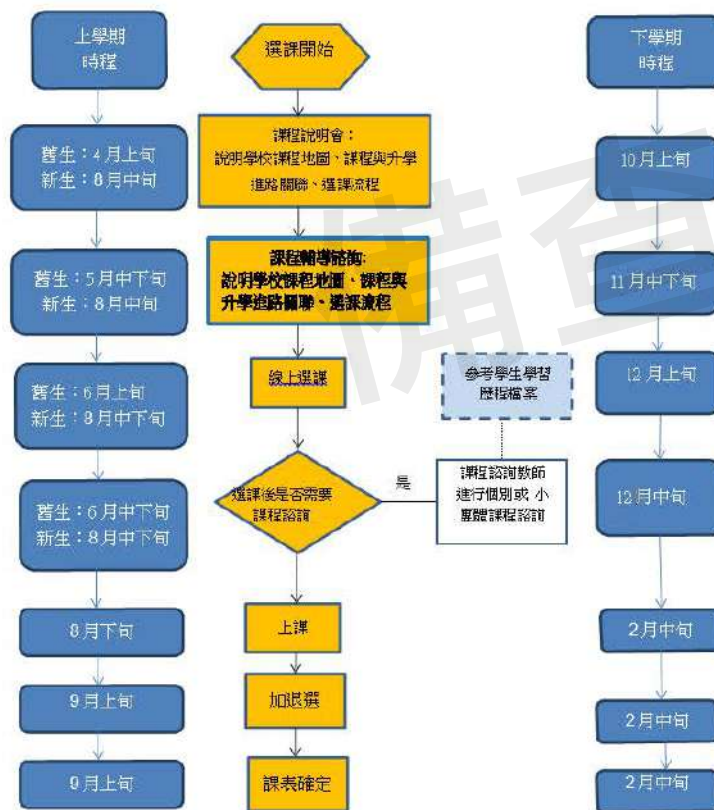 上學期
時程
舊生：4月上旬
新生：8月中旬
舊生：5月中下旬
新生：8月中旬
舊生：6月上旬
新生：8月中下旬
舊生：6月中下旬
新生：8月中下旬
8月下旬
9月上旬
9月上旬
選課開始
課程說明會：
說明學校課程地圖、課程與升學
進路關聯、選課流程
課程輔導諮詢:
說明學校課程地圖、課程與
升學進路關聯、選課流程
線上選課
選課後是否需要
課程諮詢
是
參考學生學習
歷程檔案
課程諮詢教師
進行個別或 小
團體課程諮詢
上課
加退選
課表確定
下學期
時程
10月上旬
11月中下旬
12月上旬
12月中旬
2月中旬
2月中旬
2月中旬
備查